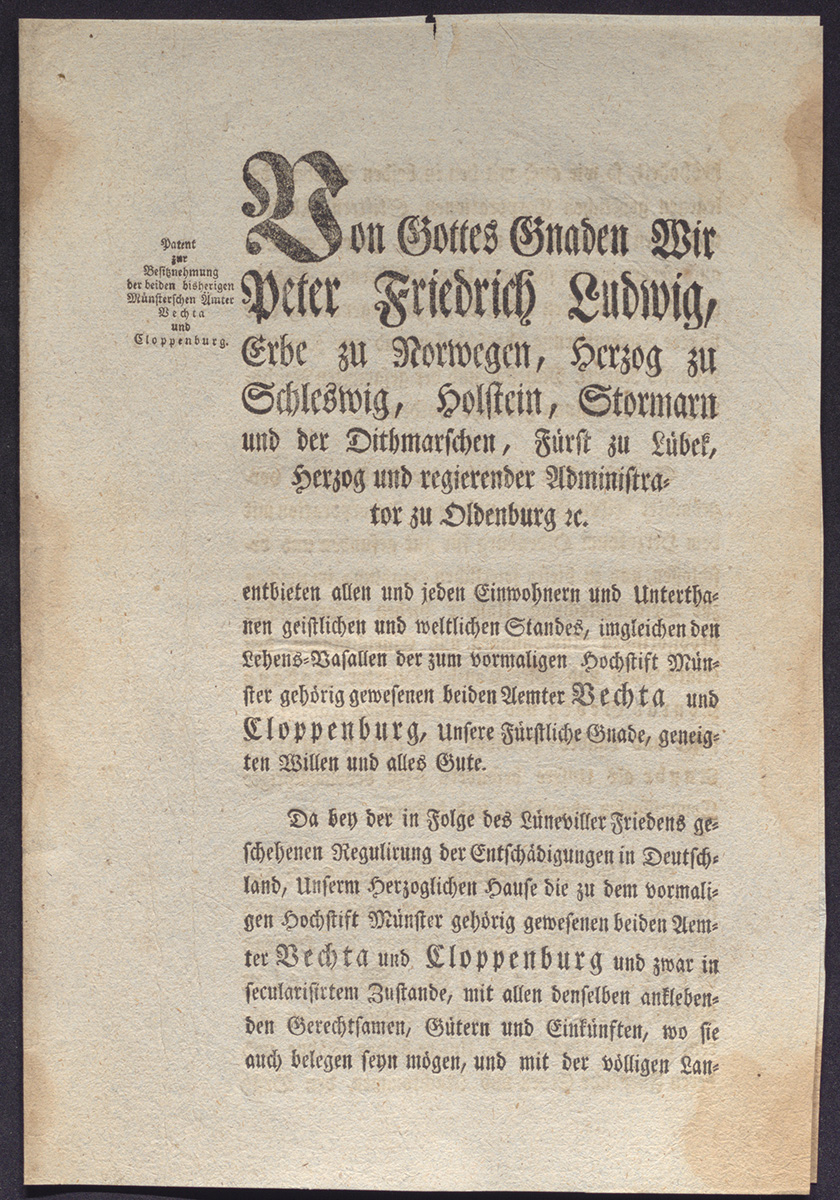 Patent
zur
Besitznehmung
der beiden bisherigen
Münsterschen Ämter
Vechta
und
Cloppenburg.
Von Gottes Gnaden Wir
Peter Friedrich Ludwig,
Erbe zu Norwegen, Herzog zu
Schleswig, Holstein, Stormarn
und der Dithmarschen, Fürst zu Lübek,
Herzog und regierender Administra-
tor zu Oldenburg ꝛc.
entbieten allen und jeden Einwohnern und Untertha-
nen geistlichen und weltlichen Standes, imgleichen den
Lehens-Vasallen der zum vormaligen Hochstift Mün-
ster gehörig gewesenen beiden Aemter Vechta und
Cloppenburg, Unsere Fürstliche Gnade, geneig-
ten Willen und alles Gute.
Da bey der in Folge des Lüneviller Friedens ge-
schehenen Regulirung der Entschädigungen in Deutsch-
land, Unserm Herzoglichen Hause die zu dem vormali-
gen Hochstift Münster gehörig gewesenen beiden Aem-
ter Vechta und Cloppenburg und zwar in
secularisirtem Zustande, mit allen denselben ankleben-
den Gerechtsamen, Gütern und Einkünften, wo sie
auch belegen seyn mögen, und mit der völligen Lan-